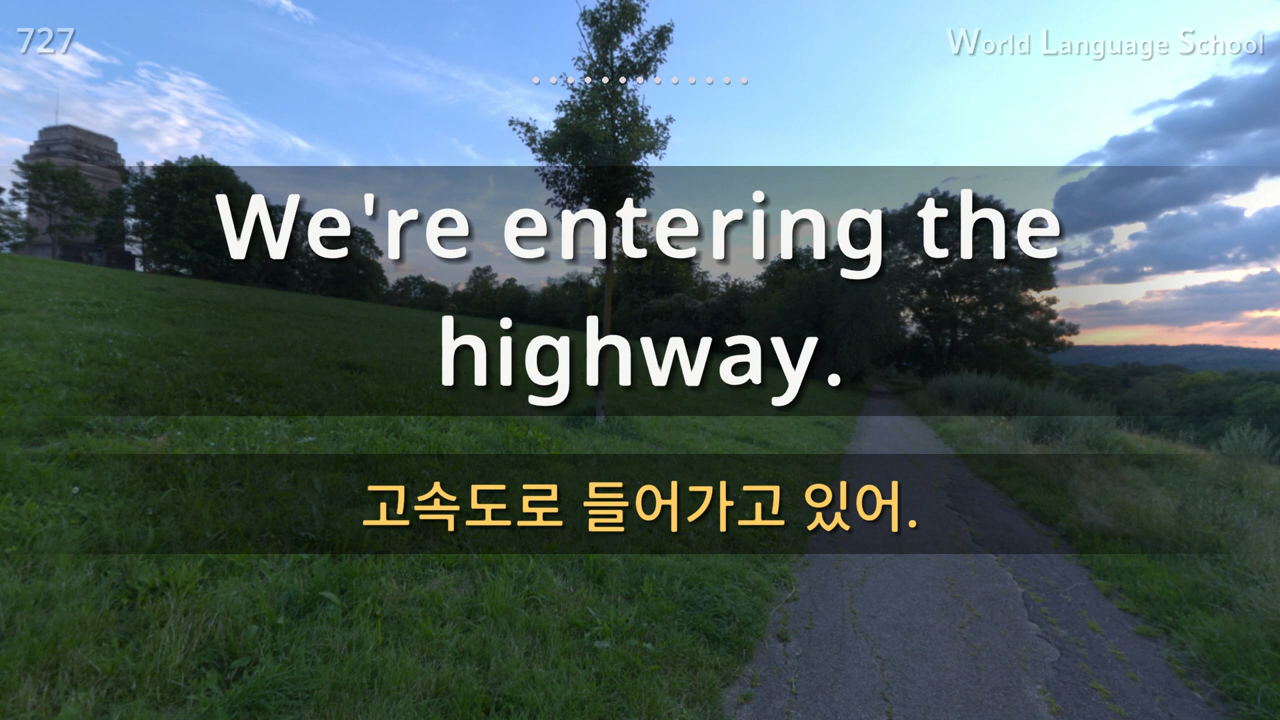 727
World Language School
We're entering the
highway.
고속도로 들어가고 있어.